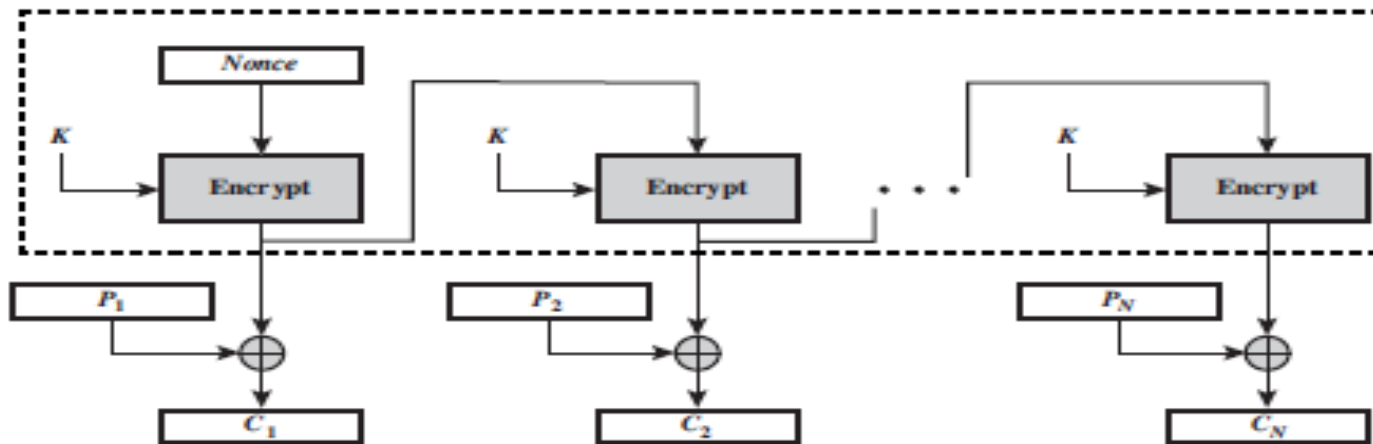 Nonce
K K K
Encrypt Encrypt • • • Encrypt
P1 P2 PN
C1 C2 CN